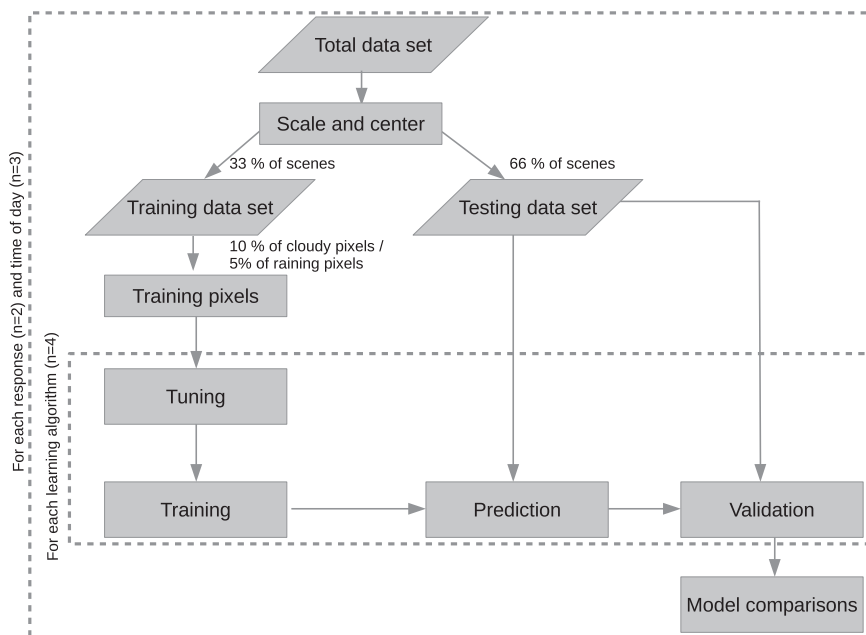 Total data set
Scale and center
33 % of scenes
66 % of scenes
Training data set
Testing data set
10 % of cloudy pixels /
5% of raining pixels
Training pixels
Tuning
Training
Prediction
Validation
Model comparisons
For each response (n=2) and time of day (n=3)
For each learning algorithm (n=4)